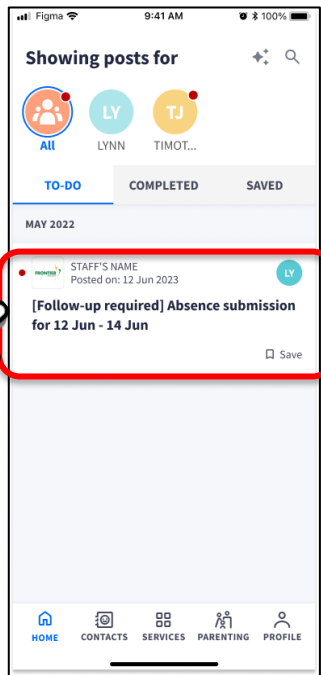 Figma 9:41 AM 100%
Showing posts for
LY TJ
All LYNN TIMOT...
TO-DO COMPLETED SAVED
MAY 2022
STAFF'S NAME
FRONTIER Posted on: 12 Jun 2023 LY
[Follow-up required] Absence submission
for 12 Jun - 14 Jun
Save
HOME CONTACTS SERVICES PARENTING PROFILE